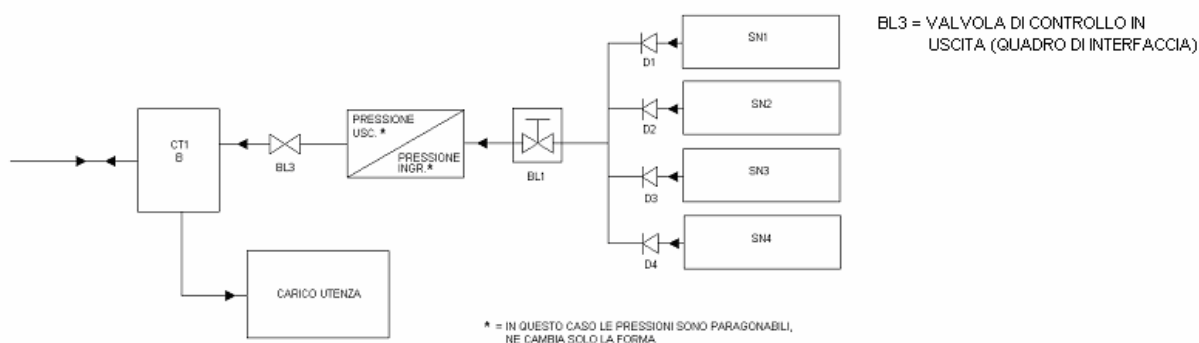 BL3 = VALVOLA DI CONTROLLO IN
USCITA (QUADRO DI INTERFACCIA)
SN1
D1
SN2
D2
PRESSIONE
USC. *
PRESSIONE
INGR.*
CT1
B
BL3
BL1
SN3
D3
SN4
D4
CARICO UTENZA
* = IN QUESTO CASO LE PRESSIONI SONO PARAGONABILI,
NE CAMBIA SOLO LA FORMA